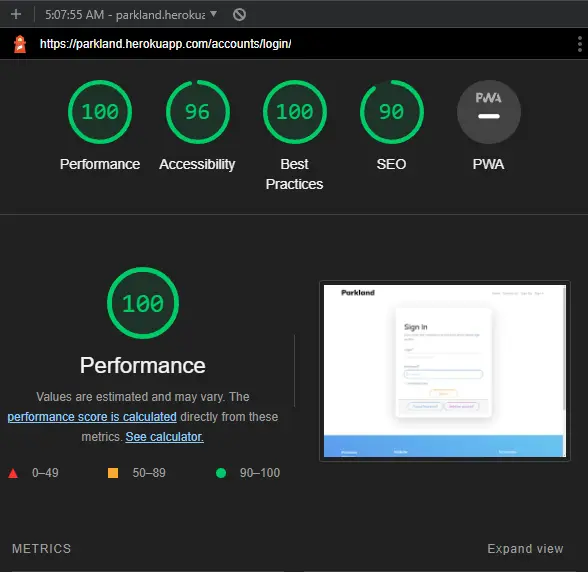 5:07:55 AM - parkland.heroku
https://parkland.herokuapp.com/accounts/login/
100
96
100
90
PWA
Performance
Accessibility
Best
Practices
SEO
PWA
100
Performance
Values are estimated and may vary. The
performance score is calculated directly from these
metrics. See calculator.
0–49
50–89
90–100
Parkland
Sign In
METRICS
Expand view